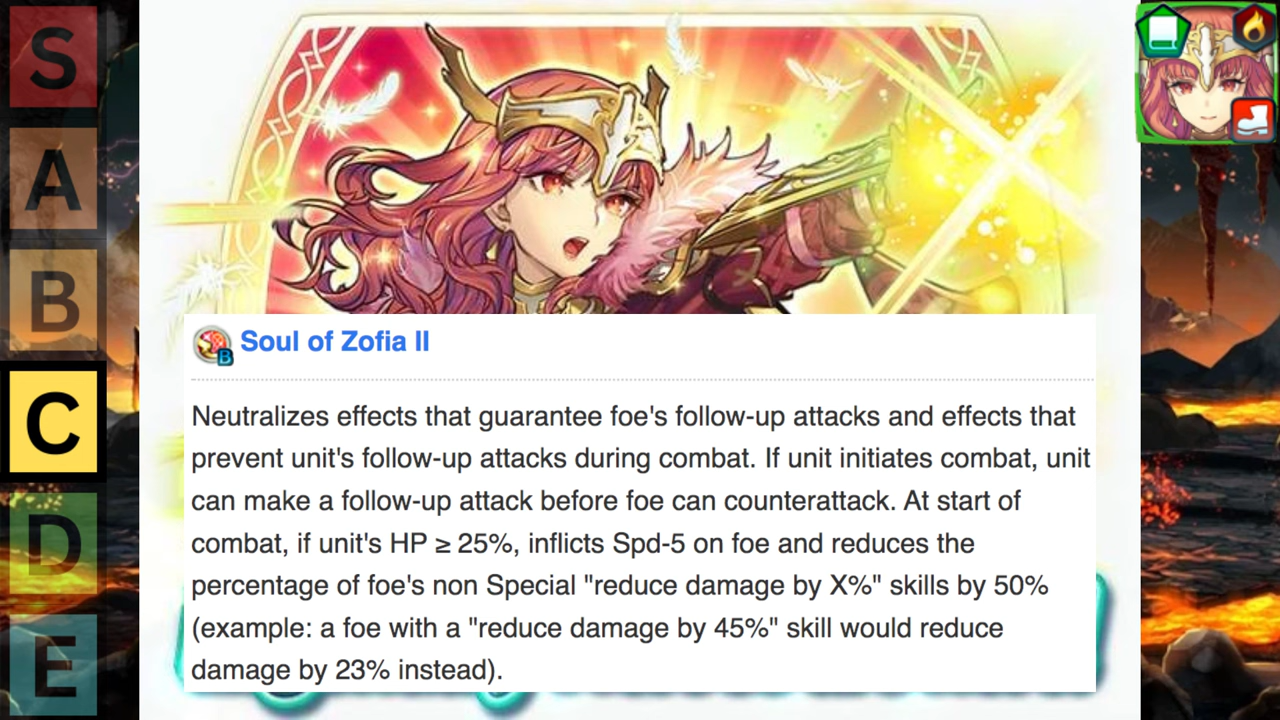 S
A
B
C
D
E
B
Soul of Zofia II
Neutralizes effects that guarantee foe's follow-up attacks and effects that
prevent unit's follow-up attacks during combat. If unit initiates combat, unit
can make a follow-up attack before foe can counterattack. At start of
combat, if unit's HP ≥ 25%, inflicts Spd-5 on foe and reduces the
percentage of foe's non Special "reduce damage by X%" skills by 50%
(example: a foe with a "reduce damage by 45%" skill would reduce
damage by 23% instead).